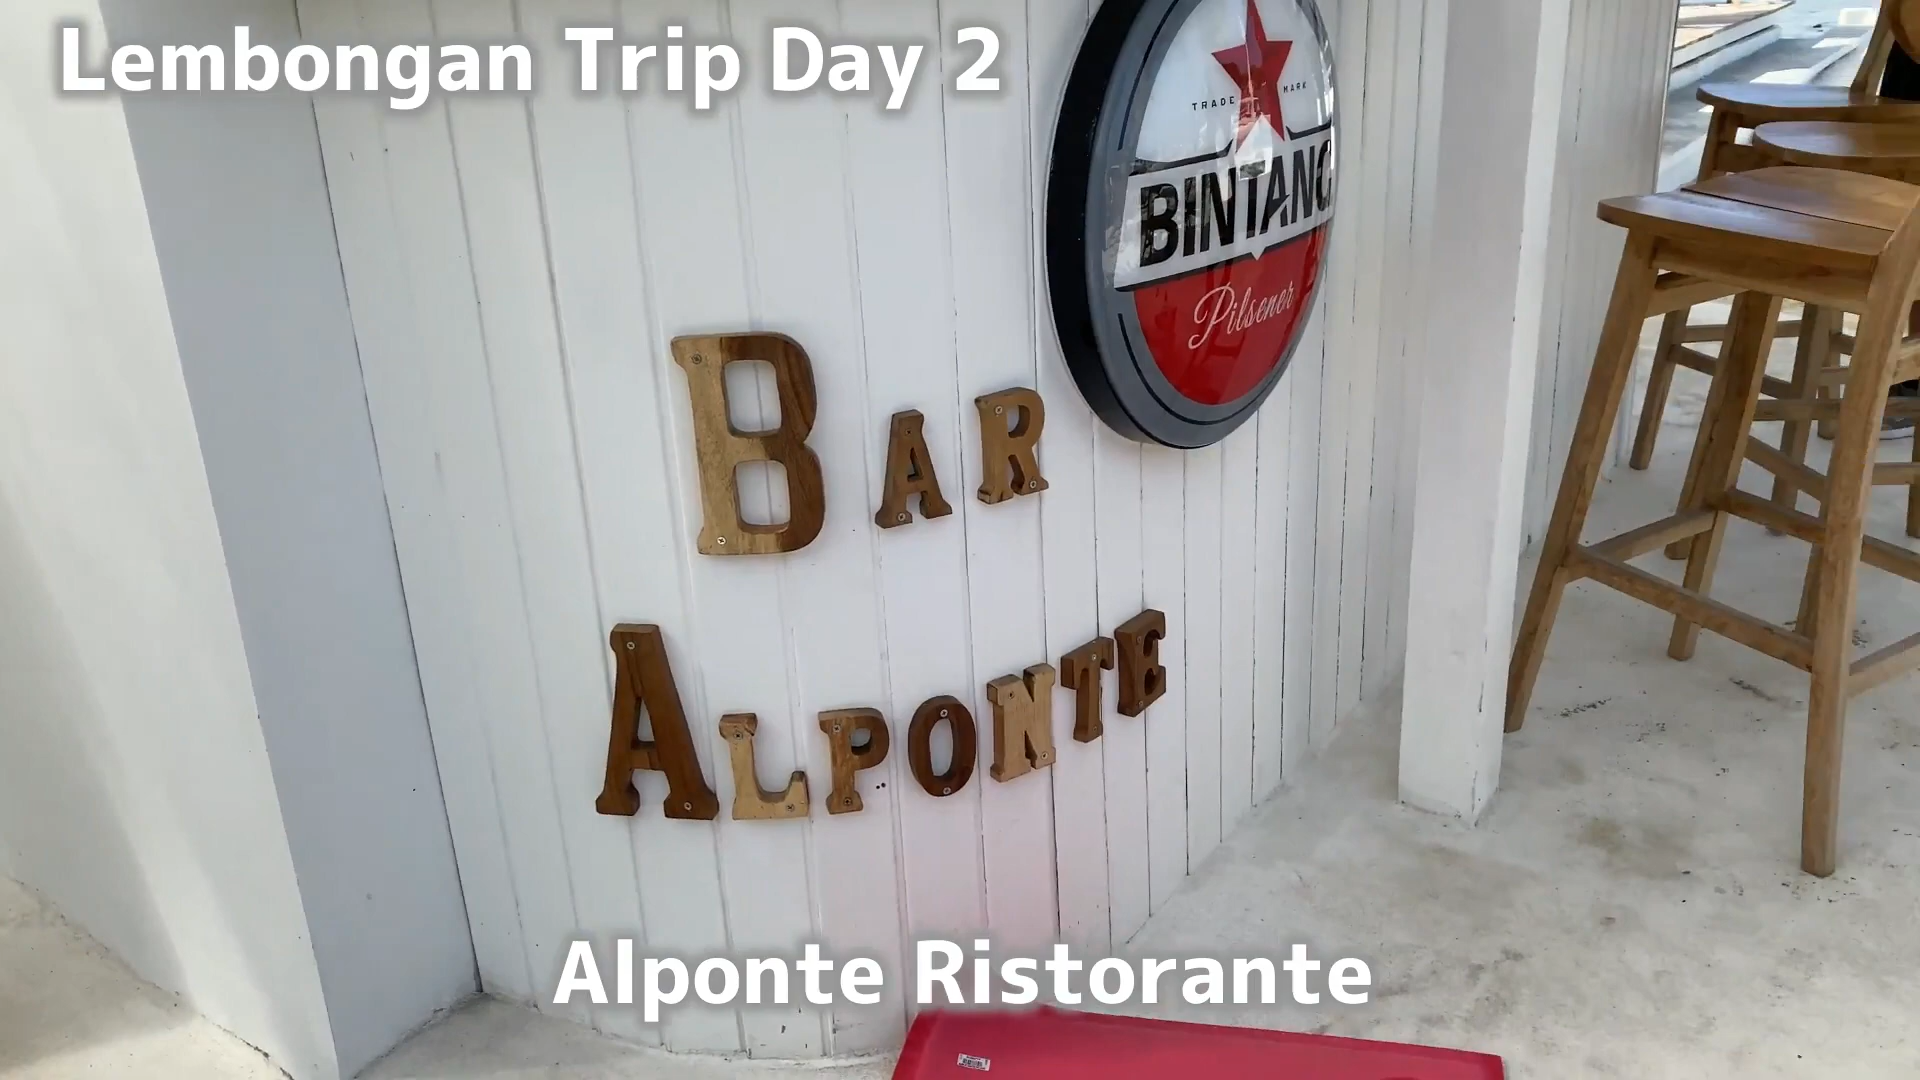 Lembongan Trip Day 2
TRADE MARK
BINTANG
Pilsener
BAR
ALPONTE
Alponte Ristorante